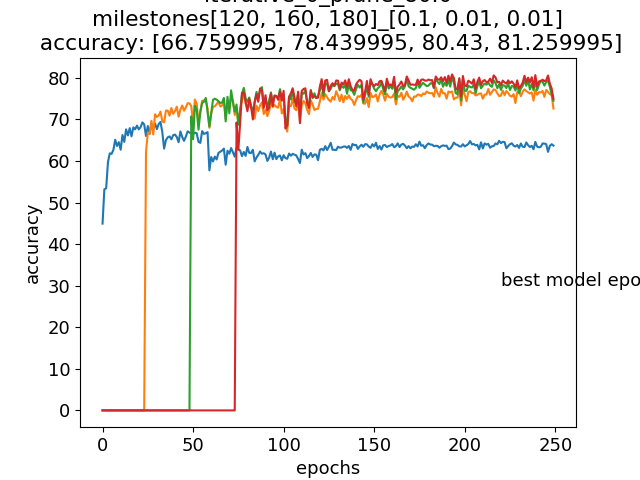 iterative_0_prune_80.0
milestones[120, 160, 180]_[0.1, 0.01, 0.01]
accuracy: [66.759995, 78.439995, 80.43, 81.259995]
accuracy
80
70
60
50
40
30
20
10
0
best model epo
0 50 100 150 200 250
epochs